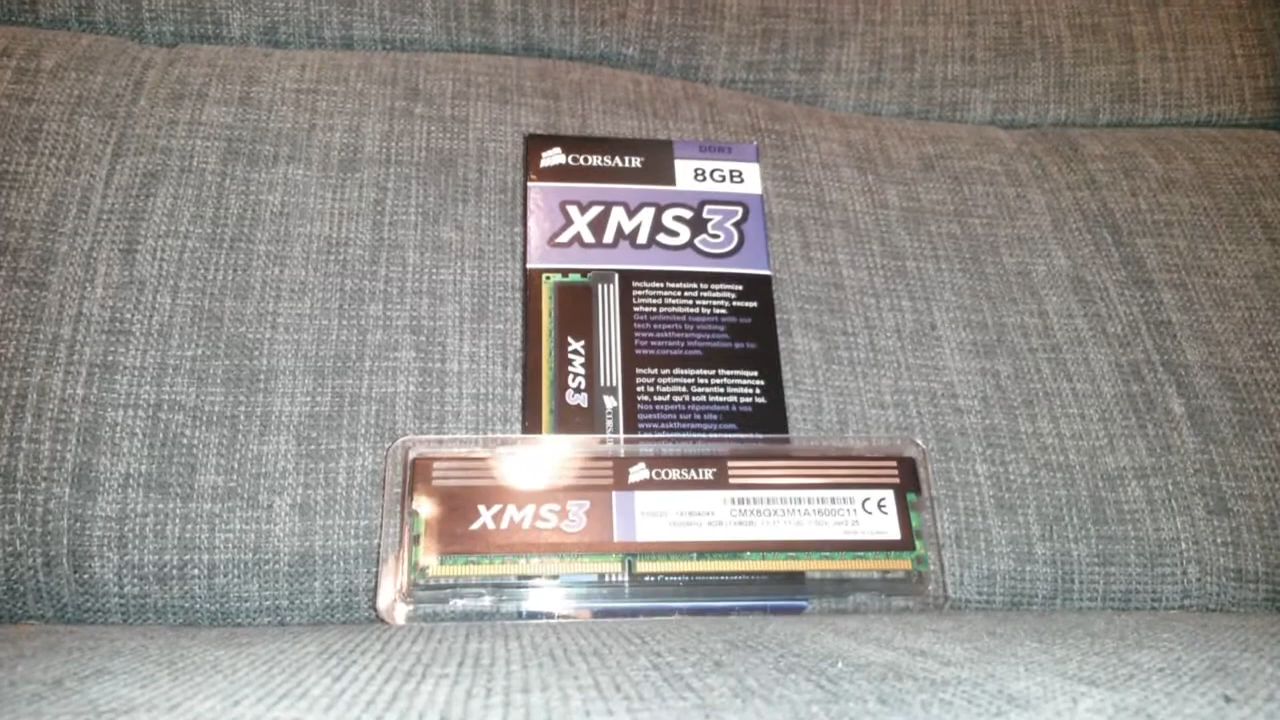 CORSAIR
DDR3
8GB
XMS3
Includes heatsink to optimize
performance and reliability.
Limited lifetime warranty, except
where prohibited by law.
Get unlimited support with our
tech experts by visiting:
www.asktheramguy.com.
For warranty information go to:
www.corsair.com.
Inclut un dissipateur thermique
pour optimiser les performances
et la fiabilité. Garantie limitée à
vie, sauf qu'il soit interdit par loi.
Nos experts répondent à vos
questions sur le site :
www.asktheramguy.com.
XMS3
CORSAIR
CORSAIR
XMS3
CMX8GX3M1A1600C11 CE